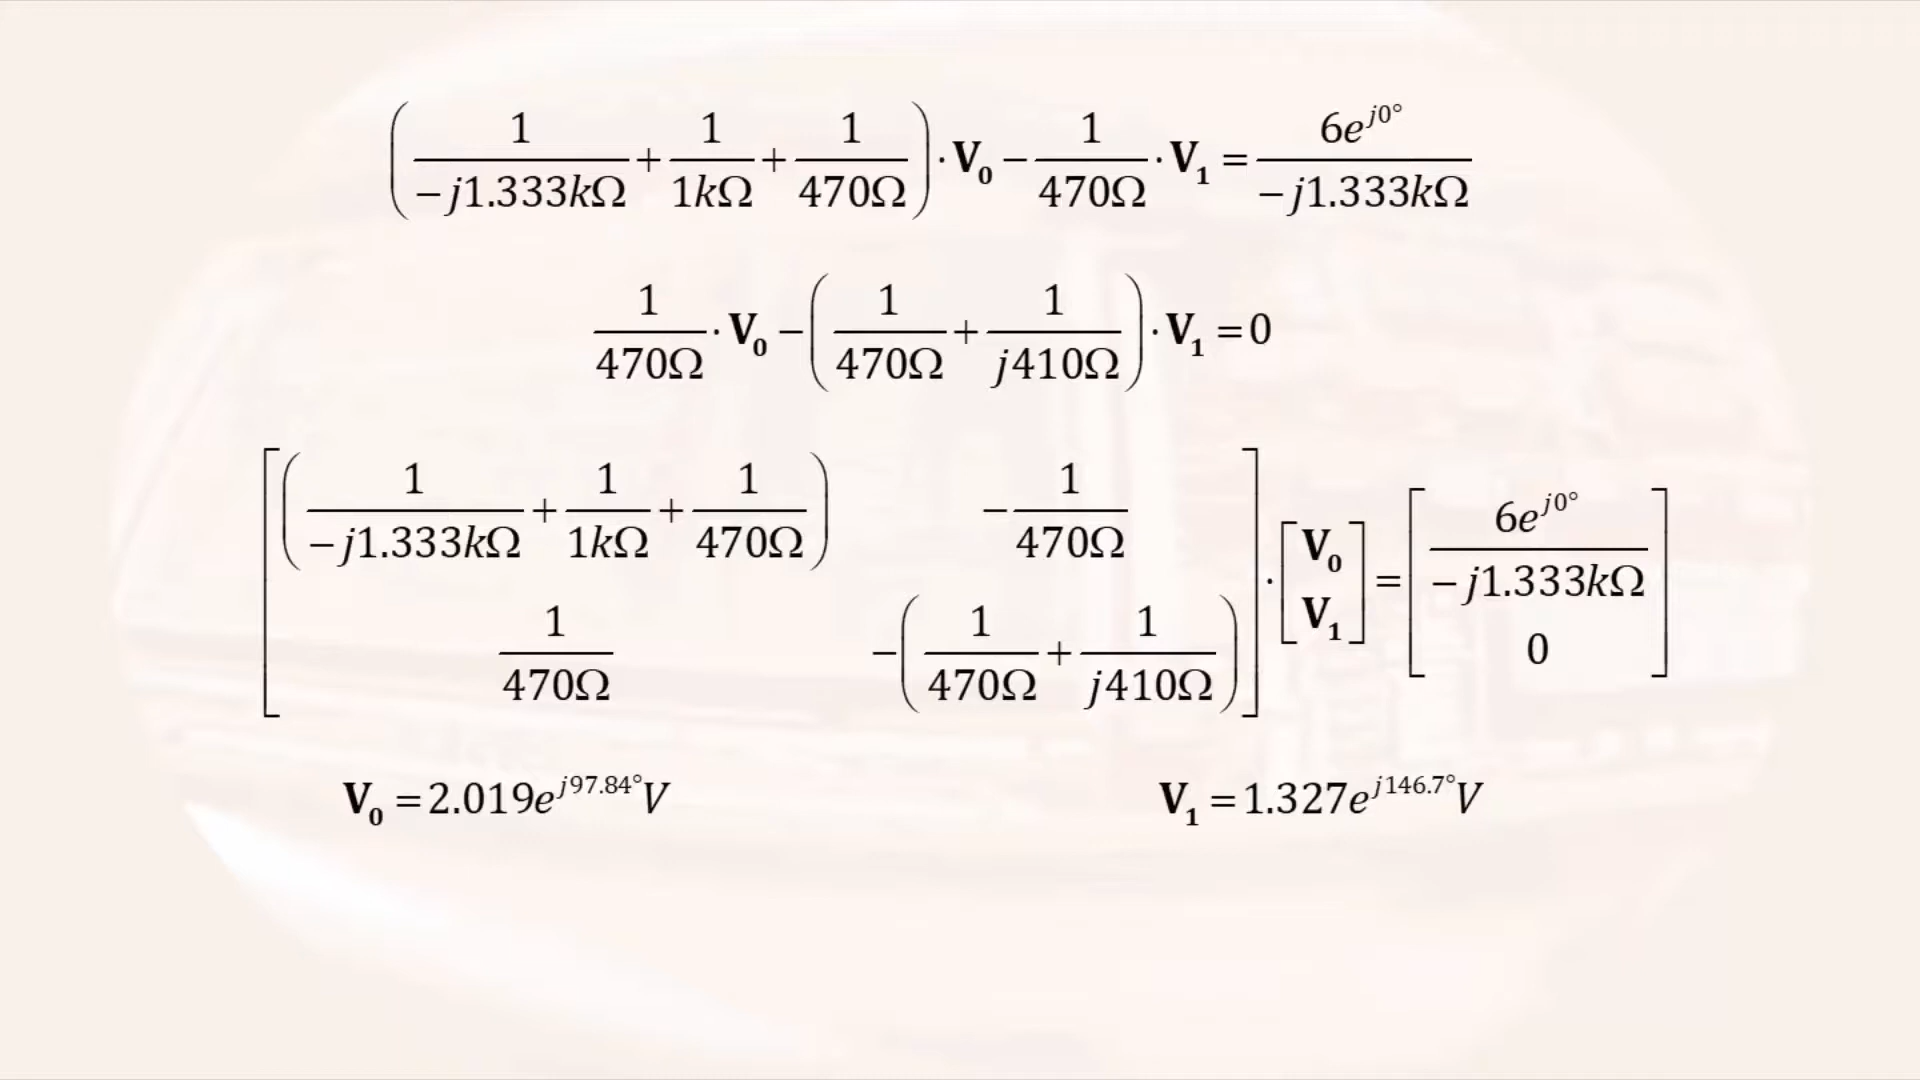 (1/(-j1.333kΩ) + 1/(1kΩ) + 1/(470Ω)) · V₀ − 1/(470Ω) · V₁ = 6e^(j0°)/(−j1.333kΩ)
1/(470Ω) · V₀ − (1/(470Ω) + 1/(j410Ω)) · V₁ = 0
[(1/(−j1.333kΩ) + 1/(1kΩ) + 1/(470Ω)) −1/(470Ω); 1/(470Ω) −(1/(470Ω) + 1/(j410Ω))] · [V₀; V₁] = [6e^(j0°)/(−j1.333kΩ); 0]
V₀ = 2.019e^(j97.84°)V V₁ = 1.327e^(j146.7°)V